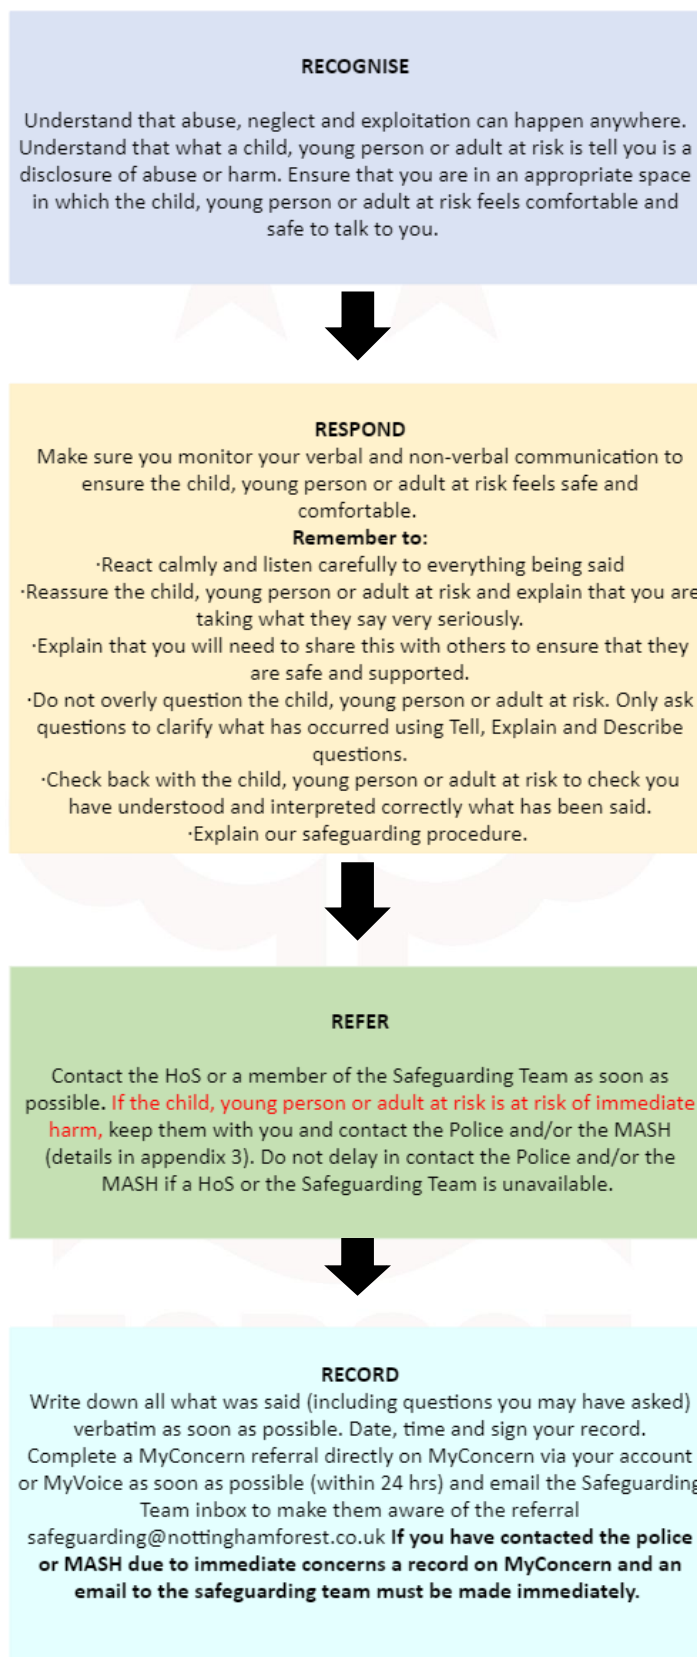 RECOGNISE
Understand that abuse, neglect and exploitation can happen anywhere.
Understand that what a child, young person or adult at risk is tell you is a
disclosure of abuse or harm. Ensure that you are in an appropriate space
in which the child, young person or adult at risk feels comfortable and
safe to talk to you.
RESPOND
Make sure you monitor your verbal and non-verbal communication to
ensure the child, young person or adult at risk feels safe and
comfortable.
Remember to:
·React calmly and listen carefully to everything being said
·Reassure the child, young person or adult at risk and explain that you are
taking what they say very seriously.
·Explain that you will need to share this with others to ensure that they
are safe and supported.
·Do not overly question the child, young person or adult at risk. Only ask
questions to clarify what has occurred using Tell, Explain and Describe
questions.
·Check back with the child, young person or adult at risk to check you
have understood and interpreted correctly what has been said.
·Explain our safeguarding procedure.
REFER
Contact the HoS or a member of the Safeguarding Team as soon as
possible. If the child, young person or adult at risk is at risk of immediate
harm, keep them with you and contact the Police and/or the MASH
(details in appendix 3). Do not delay in contact the Police and/or the
MASH if a HoS or the Safeguarding Team is unavailable.
RECORD
Write down all what was said (including questions you may have asked)
verbatim as soon as possible. Date, time and sign your record.
Complete a MyConcern referral directly on MyConcern via your account
or MyVoice as soon as possible (within 24 hrs) and email the Safeguarding
Team inbox to make them aware of the referral
safeguarding@nottinghamforest.co.uk If you have contacted the police
or MASH due to immediate concerns a record on MyConcern and an
email to the safeguarding team must be made immediately.